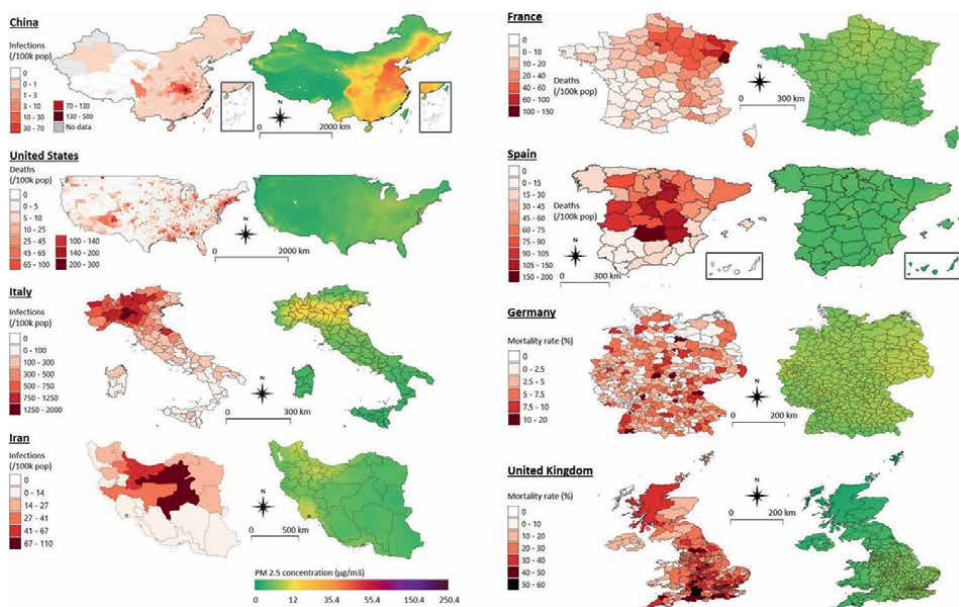 China
Infections
(/100k pop)
0
0 - 1
1 - 3
3 - 10
10 - 30
30 - 70
70 - 130
130 - 500
No data
N
0 2000 km
United States
Deaths
(/100k pop)
0
0 - 5
5 - 10
10 - 25
25 - 45
45 - 65
65 - 100
100 - 140
140 - 200
200 - 300
N
0 2000 km
Italy
Infections
(/100k pop)
0
0 - 100
100 - 300
300 - 500
500 - 750
750 - 1250
1250 - 2000
N
0 300 km
Iran
Infections
(/100k pop)
0
0 - 14
14 - 27
27 - 41
41 - 67
67 - 110
N
0 500 km
PM 2.5 concentration (µg/m3)
0 12 35.4 55.4 150.4 250.4
France
0
0 - 10
10 - 20
20 - 40
40 - 60
60 - 100
100 - 150
Deaths
(/100k pop)
N
0 300 km
Spain
0
0 - 15
15 - 30
30 - 45
45 - 60
60 - 75
75 - 90
90 - 105
105 - 150
150 - 200
Deaths
(/100k pop)
N
0 300 km
Germany
Mortality rate (%)
0
0 - 2.5
2.5 - 5
5 - 7.5
7.5 - 10
10 - 20
N
0 200 km
United Kingdom
Mortality rate (%)
0
0 - 10
10 - 20
20 - 30
30 - 40
40 - 50
50 - 60
N
0 200 km